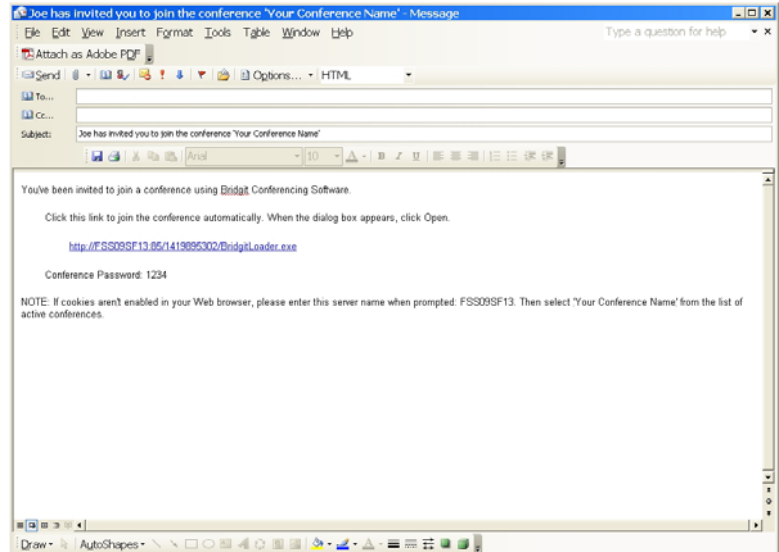 Joe has invited you to join the conference 'Your Conference Name' - Message
File Edit View Insert Format Tools Table Window Help Type a question for help
Attach as Adobe PDF
Send Options... HTML
To...
Cc...
Subject: Joe has invited you to join the conference 'Your Conference Name'
Arial 10 A B I U
You've been invited to join a conference using Bridgit Conferencing Software.
Click this link to join the conference automatically. When the dialog box appears, click Open.
http://FSS09SF13:85/1419895302/BridgitLoader.exe
Conference Password: 1234
NOTE: If cookies aren't enabled in your Web browser, please enter this server name when prompted: FSS09SF13. Then select 'Your Conference Name' from the list of
active conferences.
Draw AutoShapes A